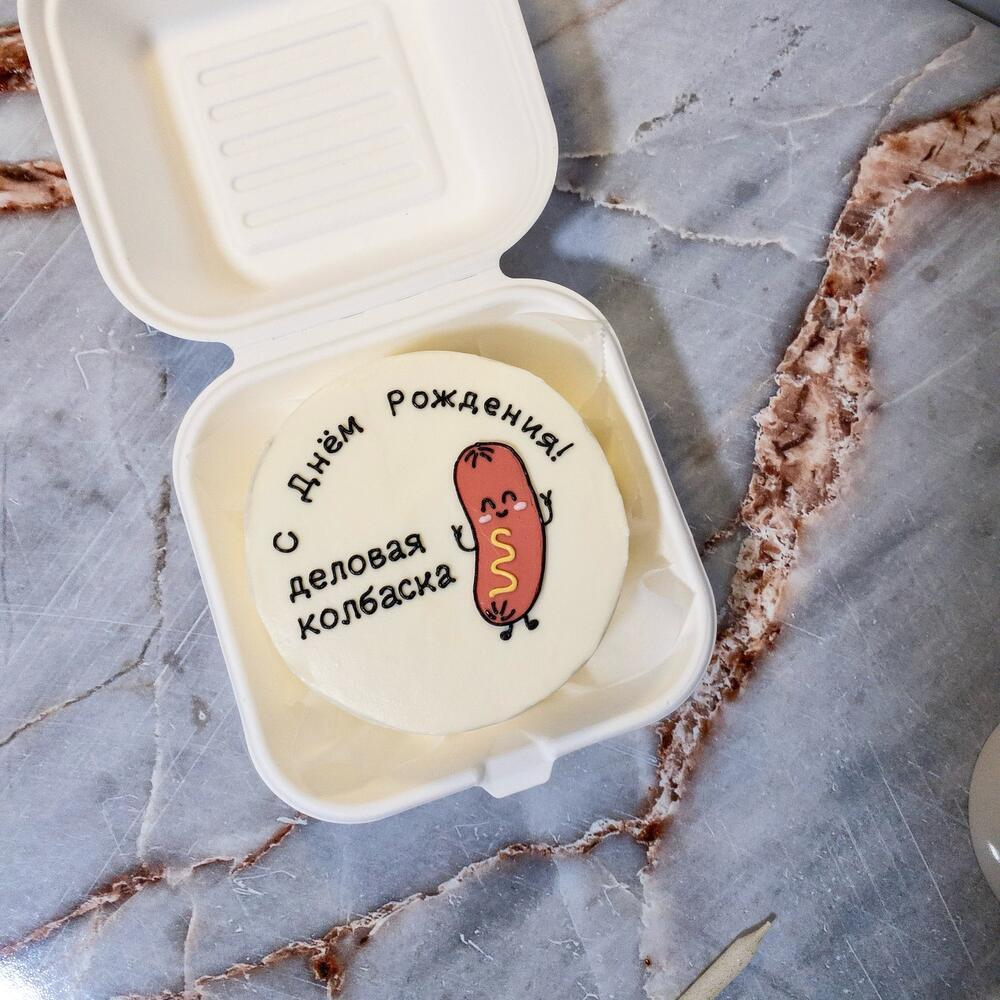 С Днём Рождения!
деловая
колбаска